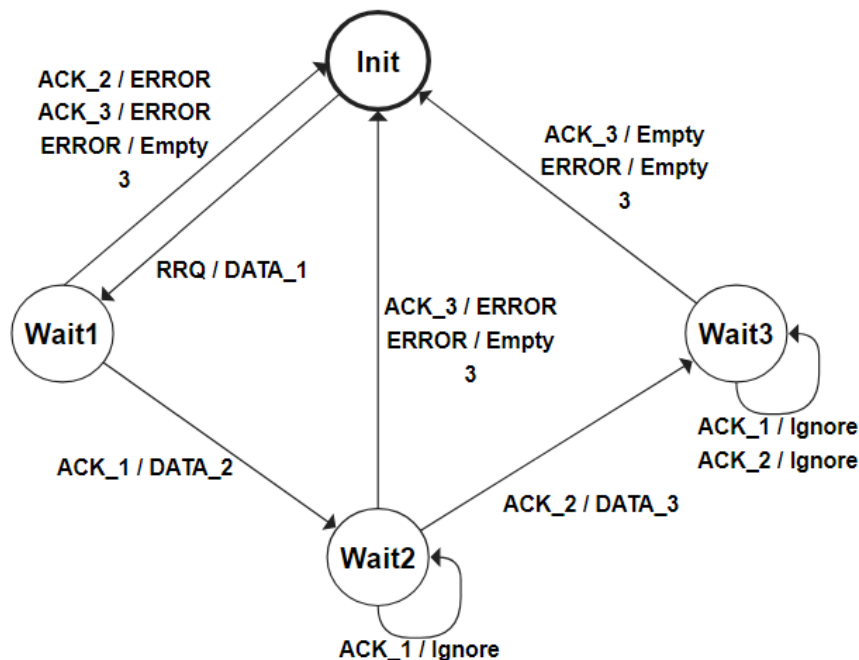 Init
ACK_2 / ERROR
ACK_3 / ERROR
ERROR / Empty
3
ACK_3 / Empty
ERROR / Empty
3
RRQ / DATA_1
ACK_3 / ERROR
ERROR / Empty
3
Wait1
Wait3
ACK_1 / Ignore
ACK_2 / Ignore
ACK_1 / DATA_2
ACK_2 / DATA_3
Wait2
ACK_1 / Ignore